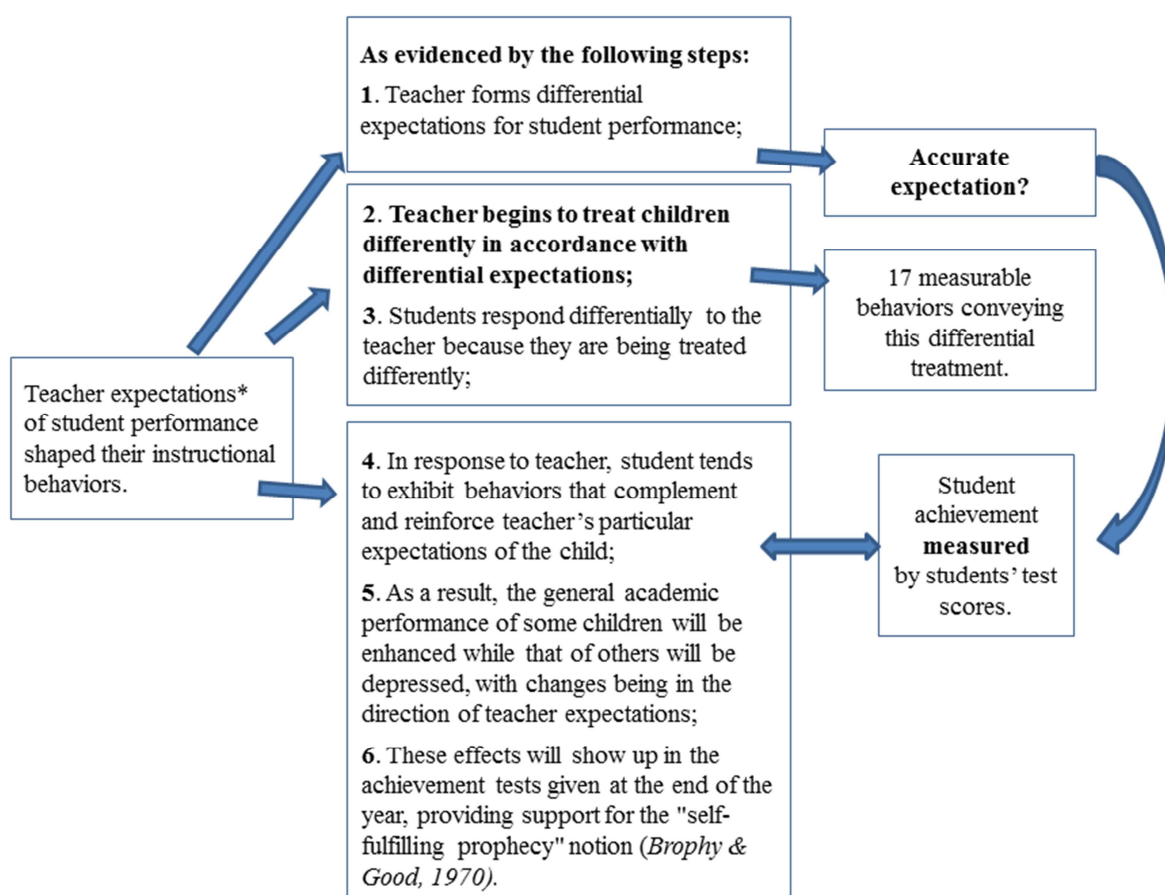 As evidenced by the following steps:
1. Teacher forms differential
expectations for student performance;
Accurate
expectation?
2. Teacher begins to treat children
differently in accordance with
differential expectations;
3. Students respond differentially to the
teacher because they are being treated
differently;
17 measurable
behaviors conveying
this differential
treatment.
Teacher expectations*
of student performance
shaped their instructional
behaviors.
4. In response to teacher, student tends
to exhibit behaviors that complement
and reinforce teacher's particular
expectations of the child;
5. As a result, the general academic
performance of some children will be
enhanced while that of others will be
depressed, with changes being in the
direction of teacher expectations;
6. These effects will show up in the
achievement tests given at the end of the
year, providing support for the "self-
fulfilling prophecy" notion (Brophy &
Good, 1970).
Student
achievement
measured
by students' test
scores.